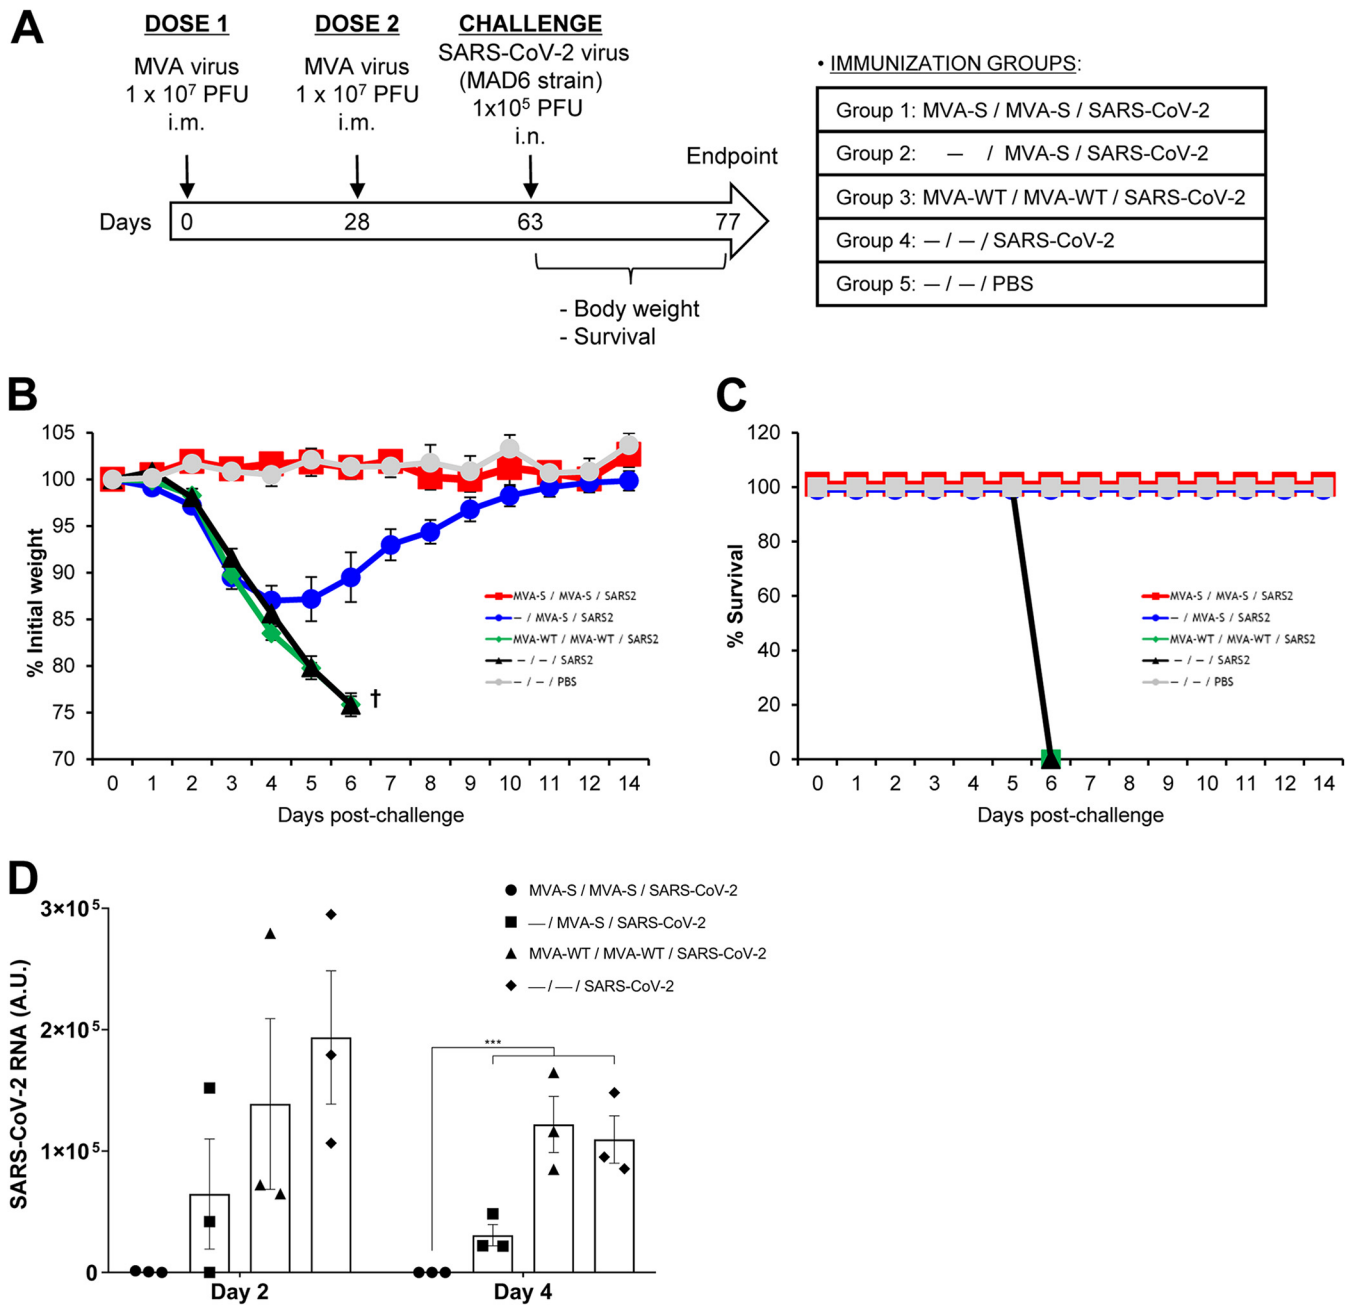 A
DOSE 1
MVA virus
1 x 10⁷ PFU
i.m.
DOSE 2
MVA virus
1 x 10⁷ PFU
i.m.
CHALLENGE
SARS-CoV-2 virus
(MAD6 strain)
1x10⁵ PFU
i.n.
Endpoint
Days 0 28 63 77
- Body weight
- Survival
• IMMUNIZATION GROUPS:
Group 1: MVA-S / MVA-S / SARS-CoV-2
Group 2: — / MVA-S / SARS-CoV-2
Group 3: MVA-WT / MVA-WT / SARS-CoV-2
Group 4: — / — / SARS-CoV-2
Group 5: — / — / PBS
B
% Initial weight
105
100
95
90
85
80
75
70
†
MVA-S / MVA-S / SARS2
— / MVA-S / SARS2
MVA-WT / MVA-WT / SARS2
— / — / SARS2
— / — / PBS
0 1 2 3 4 5 6 7 8 9 10 11 12 14
Days post-challenge
C
% Survival
120
100
80
60
40
20
0
MVA-S / MVA-S / SARS2
— / MVA-S / SARS2
MVA-WT / MVA-WT / SARS2
— / — / SARS2
— / — / PBS
0 1 2 3 4 5 6 7 8 9 10 11 12 14
Days post-challenge
D
SARS-CoV-2 RNA (A.U.)
3×10⁵
2×10⁵
1×10⁵
0
MVA-S / MVA-S / SARS-CoV-2
— / MVA-S / SARS-CoV-2
MVA-WT / MVA-WT / SARS-CoV-2
— / — / SARS-CoV-2
***
Day 2 Day 4